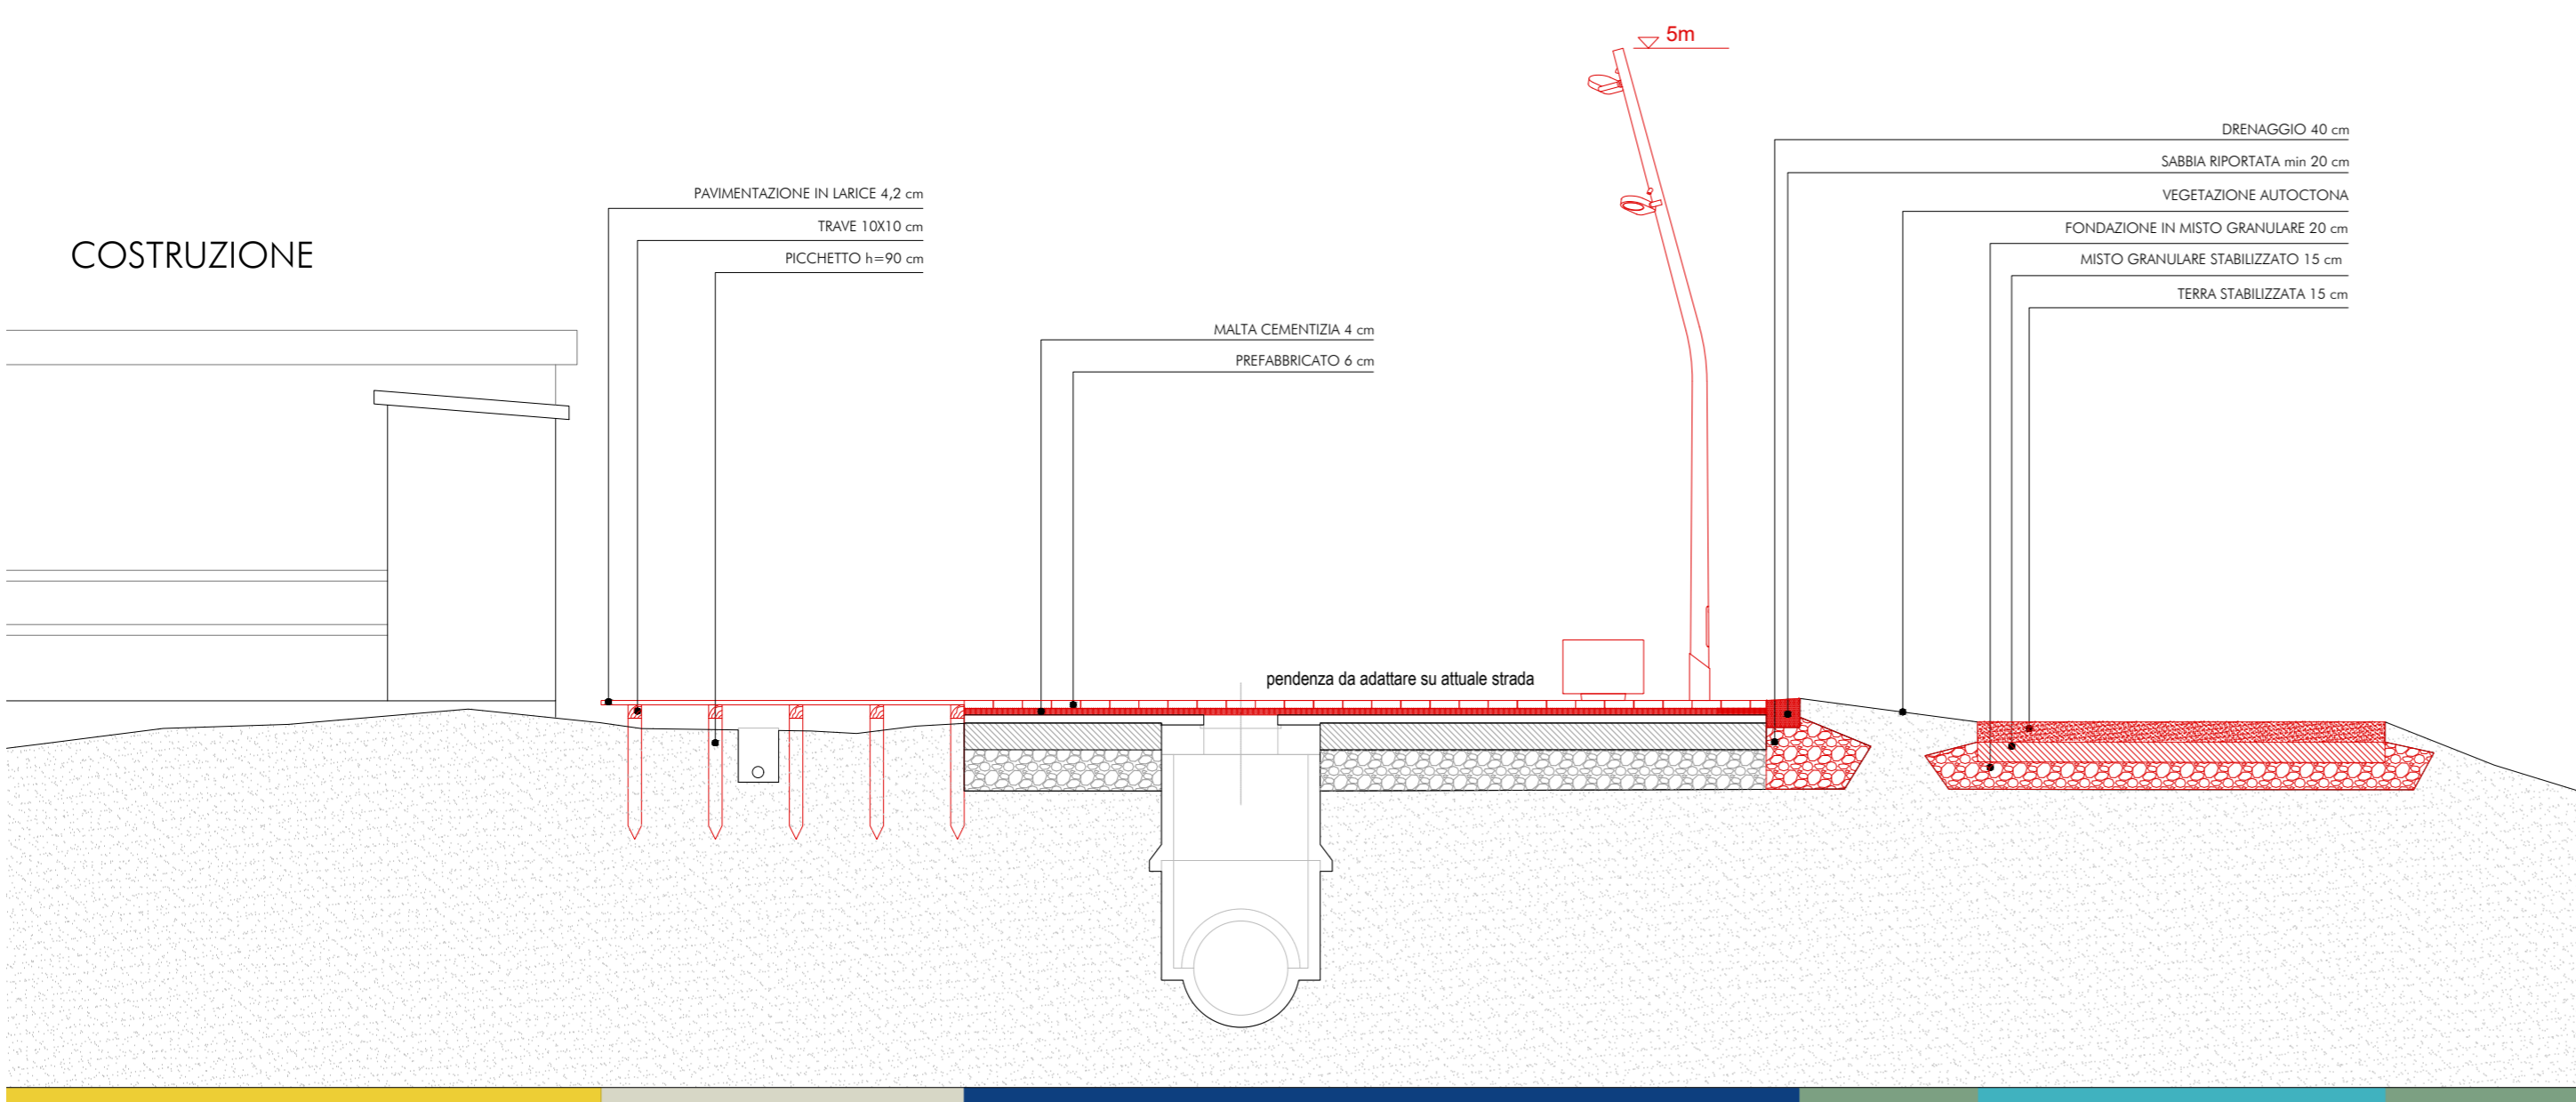 5m
DRENAGGIO 40 cm
SABBIA RIPORTATA min 20 cm
VEGETAZIONE AUTOCTONA
FONDAZIONE IN MISTO GRANULARE 20 cm
MISTO GRANULARE STABILIZZATO 15 cm
TERRA STABILIZZATA 15 cm
PAVIMENTAZIONE IN LARICE 4,2 cm
TRAVE 10X10 cm
PICCHETTO h=90 cm
COSTRUZIONE
MALTA CEMENTIZIA 4 cm
PREFABBRICATO 6 cm
pendenza da adattare su attuale strada